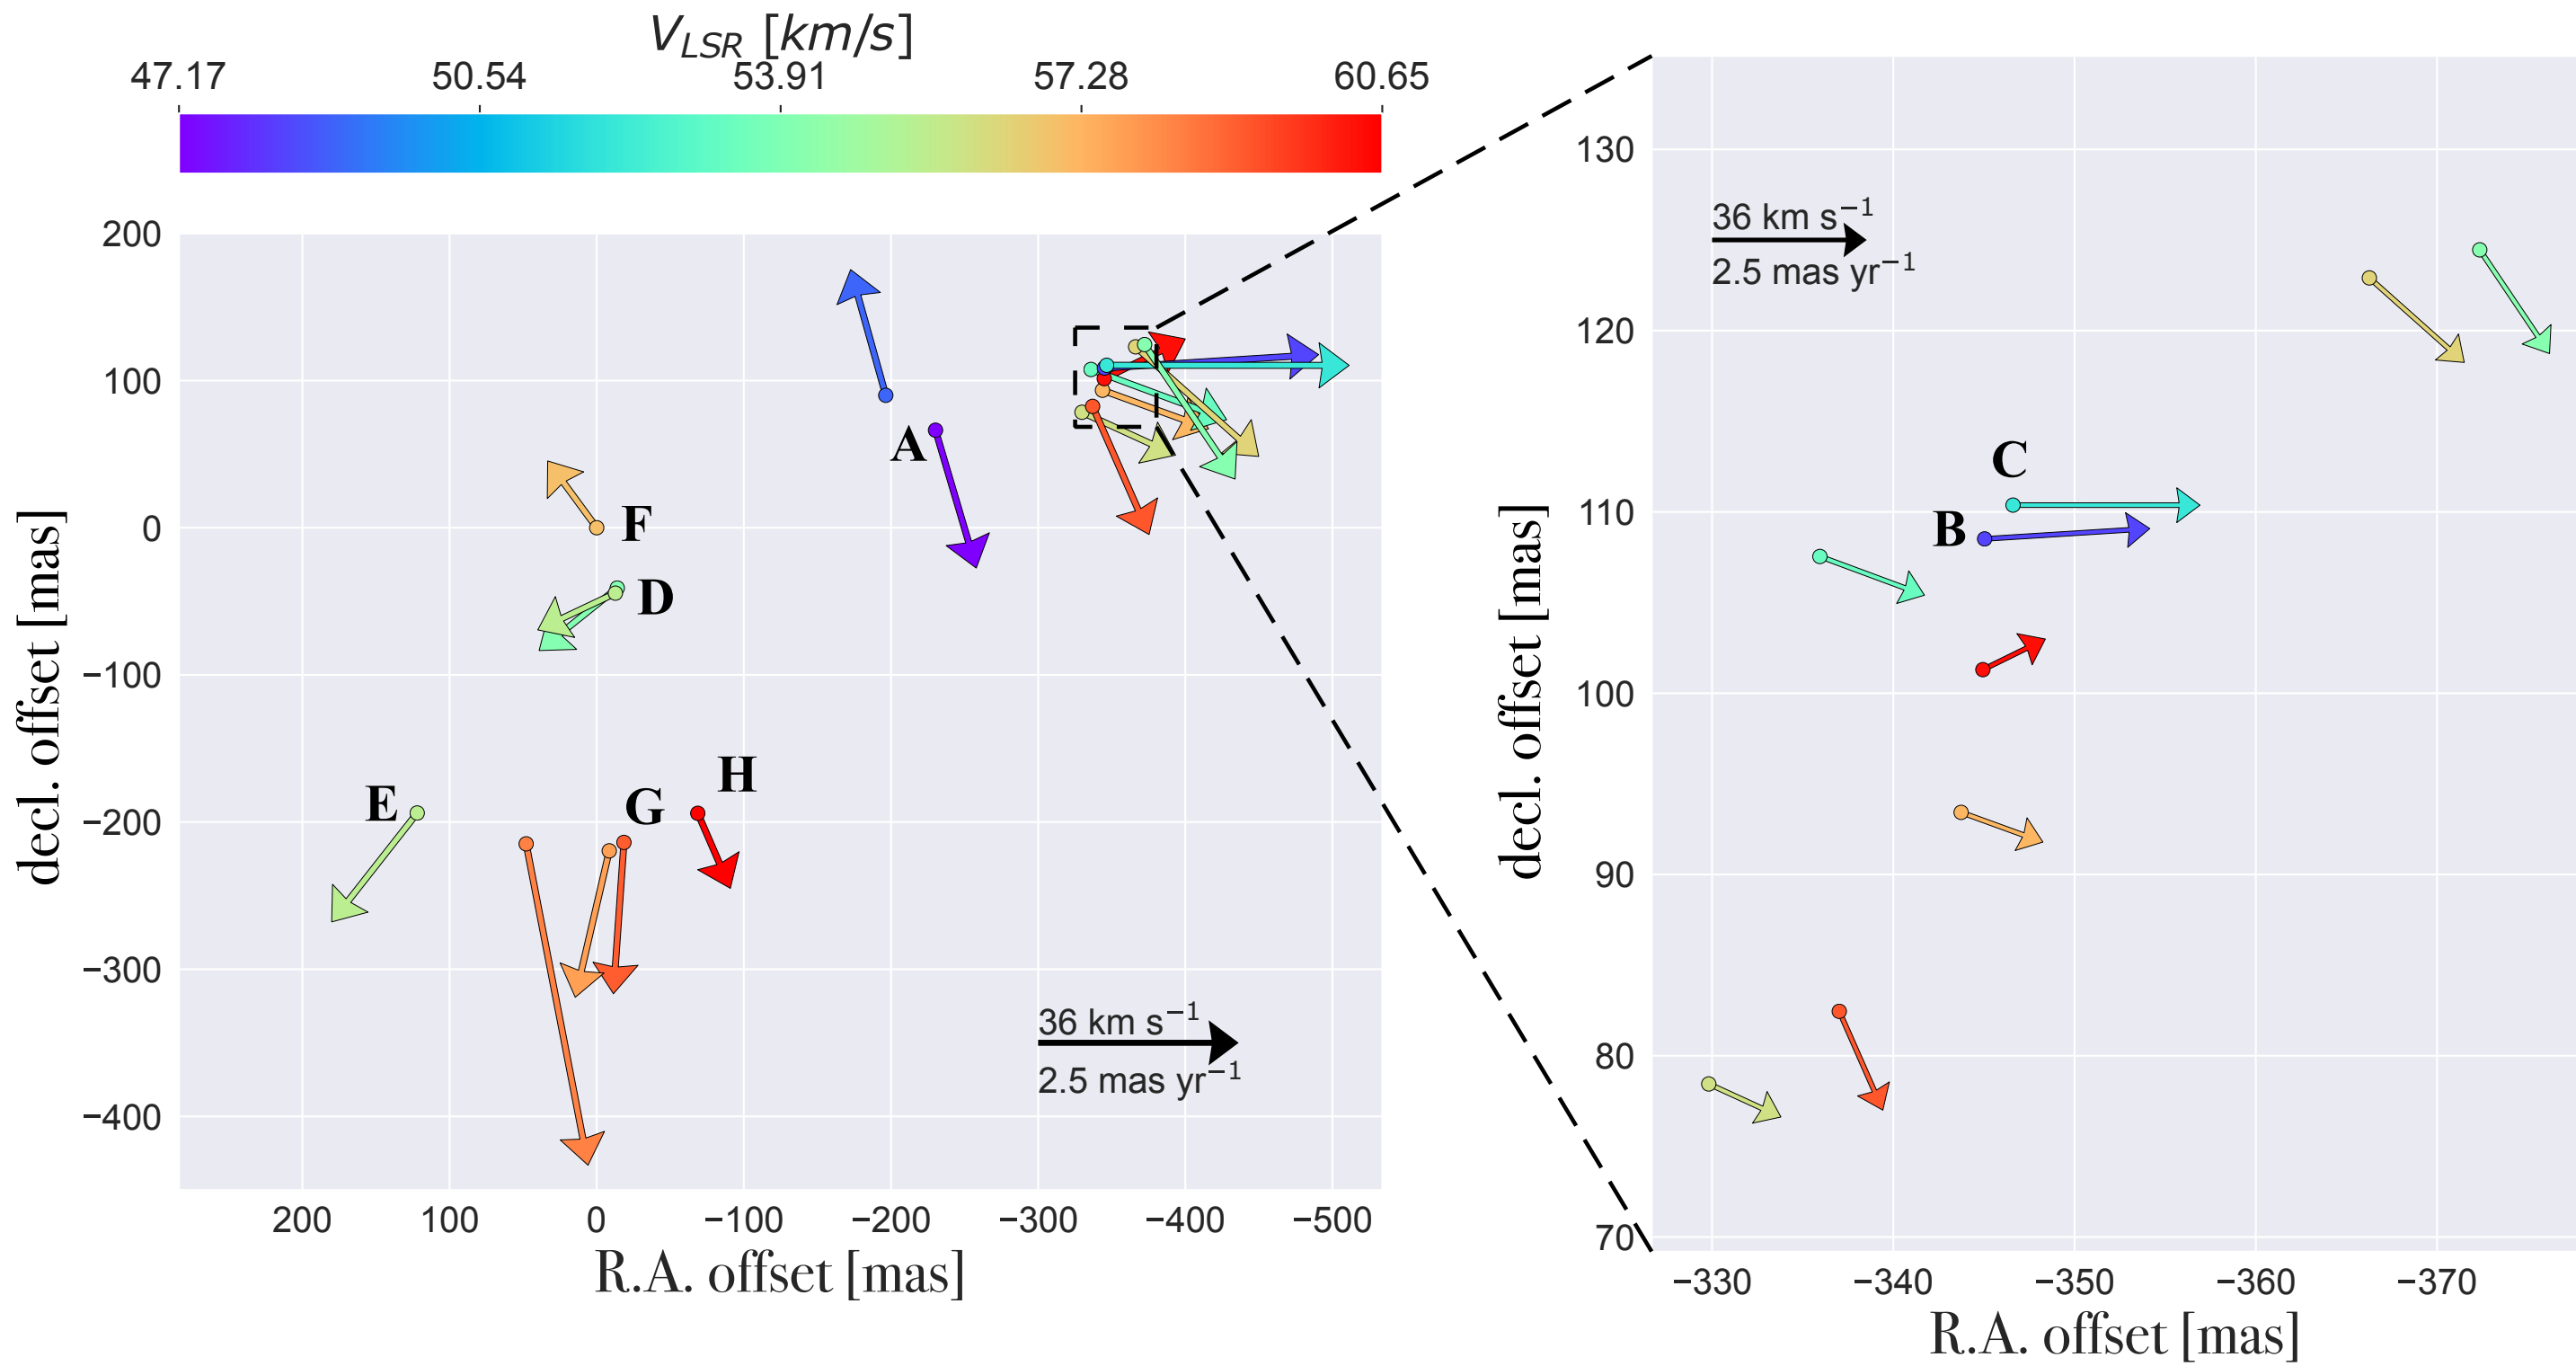 V_LSR [km/s]
47.17 50.54 53.91 57.28 60.65
200
100
0
−100
−200
−300
−400
decl. offset [mas]
A
F
D
E
G
H
36 km s⁻¹
2.5 mas yr⁻¹
200 100 0 −100 −200 −300 −400 −500
R.A. offset [mas]
130
120
110
100
90
80
70
decl. offset [mas]
36 km s⁻¹
2.5 mas yr⁻¹
C
B
−330 −340 −350 −360 −370
R.A. offset [mas]